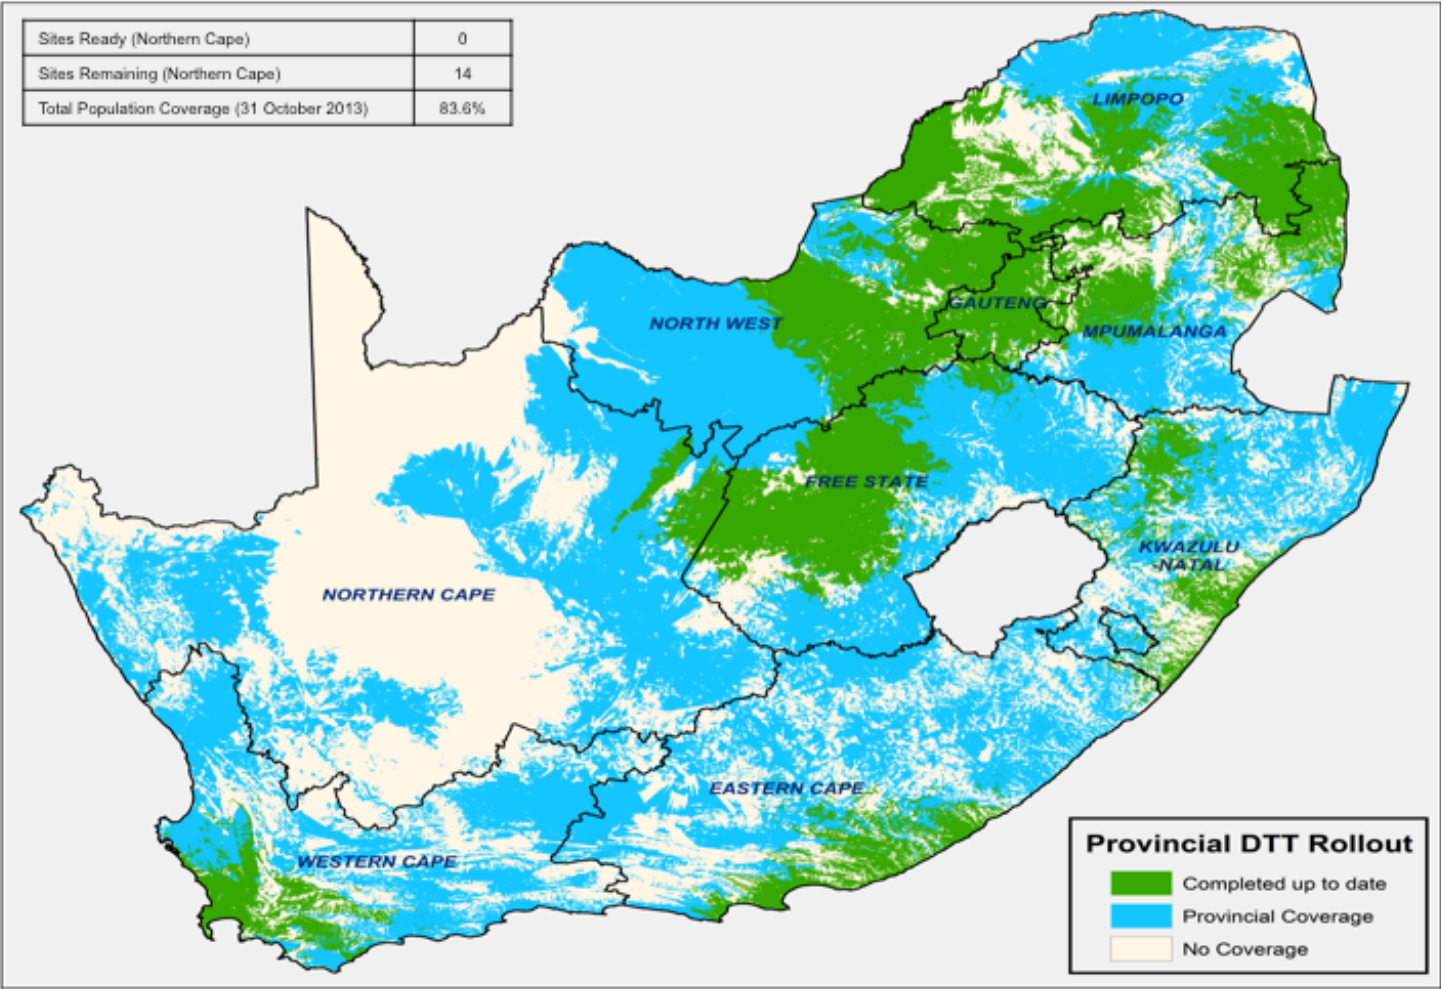 Sites Ready (Northern Cape) 0
Sites Remaining (Northern Cape) 14
Total Population Coverage (31 October 2013) 83.6%
LIMPOPO
GAUTENG
NORTH WEST
MPUMALANGA
FREE STATE
KWAZULU
-NATAL
NORTHERN CAPE
EASTERN CAPE
WESTERN CAPE
Provincial DTT Rollout
Completed up to date
Provincial Coverage
No Coverage